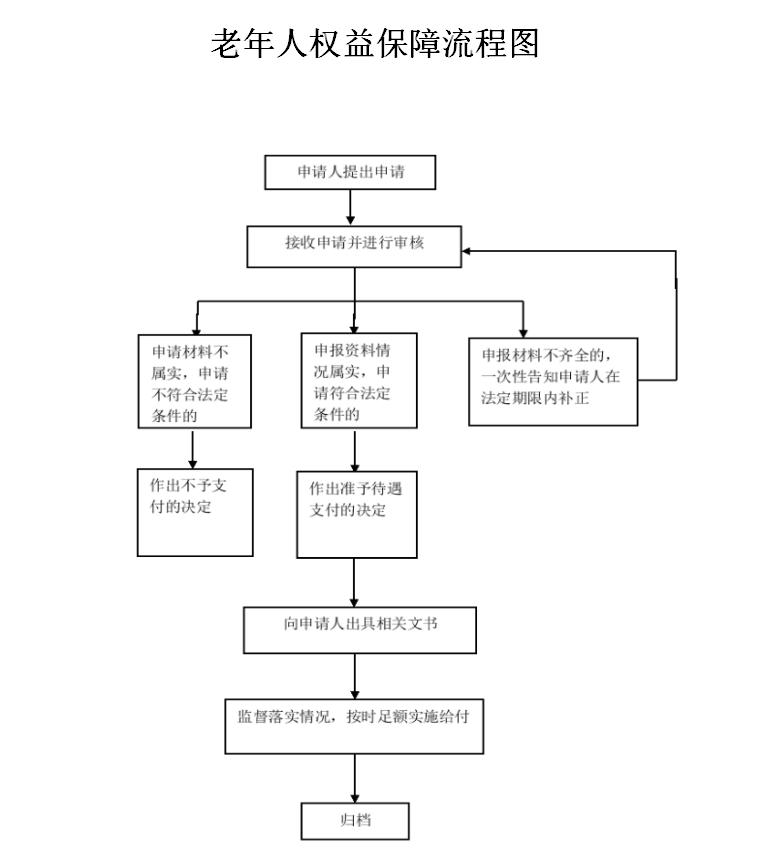 老年人权益保障流程图
申请人提出申请
接收申请并进行审核
申请材料不
属实，申请
不符合法定
条件的
申报资料情
况属实，申
请符合法定
条件的
申报材料不齐全的，
一次性告知申请人在
法定期限内补正
作出不予支
付的决定
作出准予待遇
支付的决定
向申请人出具相关文书
监督落实情况，按时足额实施给付
归档